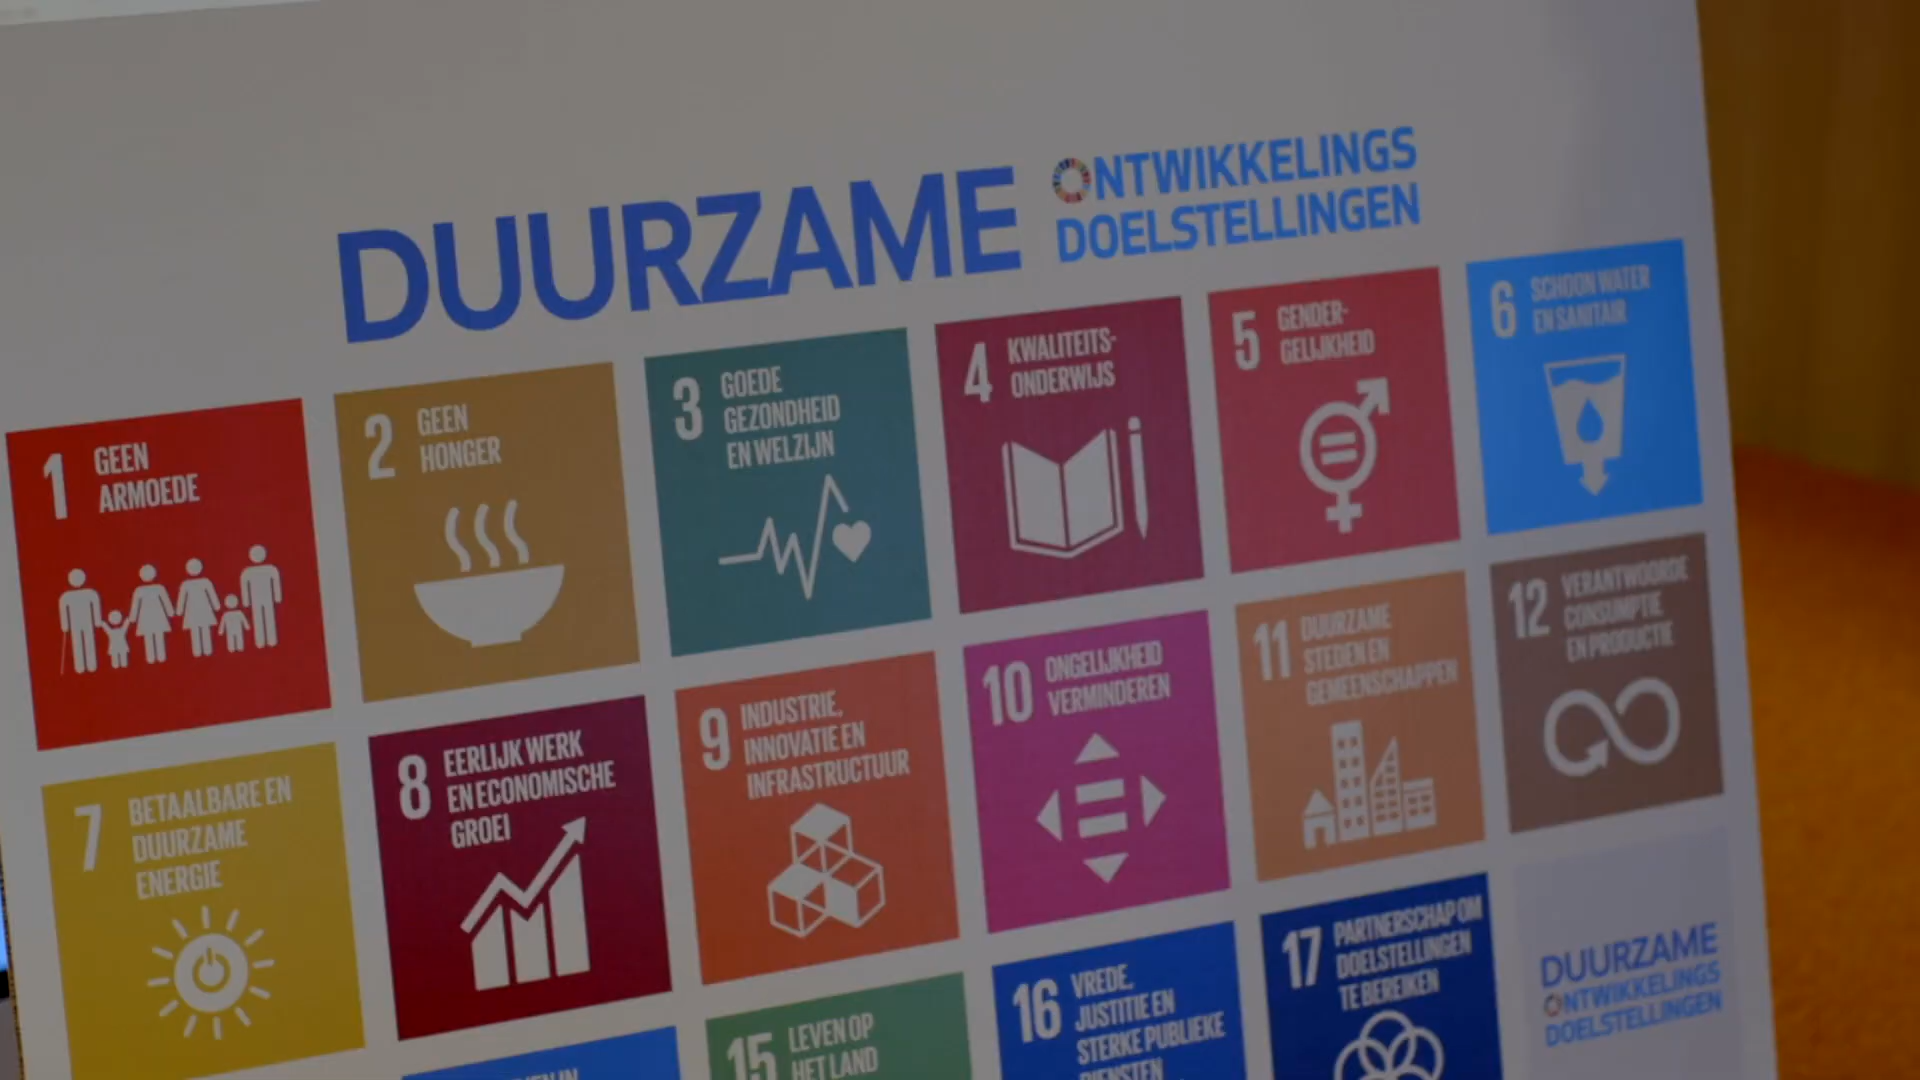 DUURZAME
ONTWIKKELINGS
DOELSTELLINGEN
1 GEEN
ARMOEDE
2 GEEN
HONGER
3 GOEDE
GEZONDHEID
EN WELZIJN
4 KWALITEITS-
ONDERWIJS
5 GENDER-
GELIJKHEID
6 SCHOON WATER
EN SANITAIR
7 BETAALBARE EN
DUURZAME
ENERGIE
8 EERLIJK WERK
EN ECONOMISCHE
GROEI
9 INDUSTRIE,
INNOVATIE EN
INFRASTRUCTUUR
10 ONGELIJKHEID
VERMINDEREN
11 DUURZAME
STEDEN EN
GEMEENSCHAPPEN
12 VERANTWOORDE
CONSUMPTIE
EN PRODUCTIE
15 LEVEN OP
HET LAND
16 VREDE,
JUSTITIE EN
STERKE PUBLIEKE
DIENSTEN
17 PARTNERSCHAP OM
DOELSTELLINGEN
TE BEREIKEN
DUURZAME
ONTWIKKELINGS
DOELSTELLINGEN